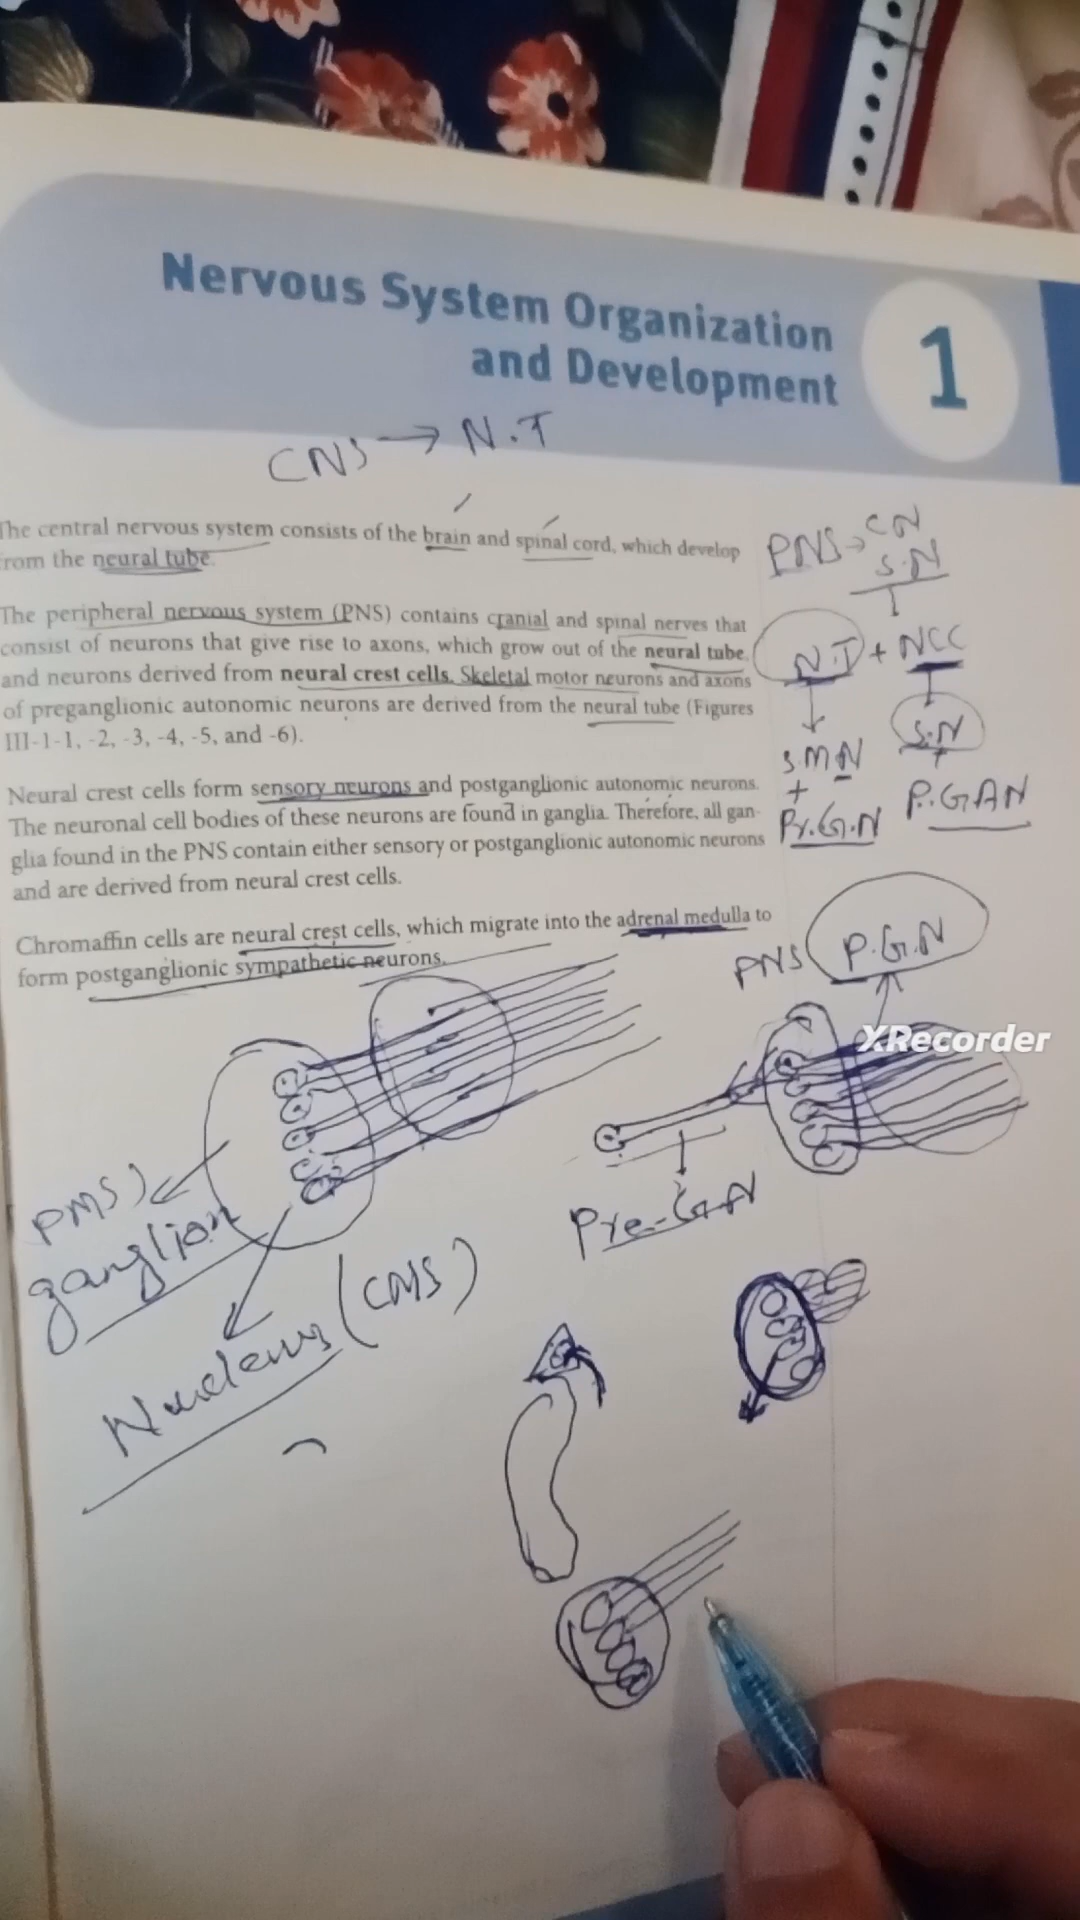 Nervous System Organization
and Development
1
CNS → N.T
The central nervous system consists of the brain and spinal cord, which develop
from the neural tube.
The peripheral nervous system (PNS) contains cranial and spinal nerves that
consist of neurons that give rise to axons, which grow out of the neural tube,
and neurons derived from neural crest cells. Skeletal motor neurons and axons
of preganglionic autonomic neurons are derived from the neural tube (Figures
III-1-1, -2, -3, -4, -5, and -6).
Neural crest cells form sensory neurons and postganglionic autonomic neurons.
The neuronal cell bodies of these neurons are found in ganglia. Therefore, all gan-
glia found in the PNS contain either sensory or postganglionic autonomic neurons
and are derived from neural crest cells.
Chromaffin cells are neural crest cells, which migrate into the adrenal medulla to
form postganglionic sympathetic neurons.
PNS → CN
S.N
N.T + NCC
S.M.N
+
Pr.G.N
S.N
+
P.GAN
PNS P.G.N
XRecorder
Pre-G.N
PNS)
ganglion
Nucleus (CNS)